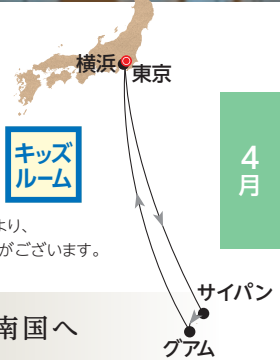 横浜
東京
キッズ
ルーム
4
月
より、
がございます。
サイパン
南国へ
グアム